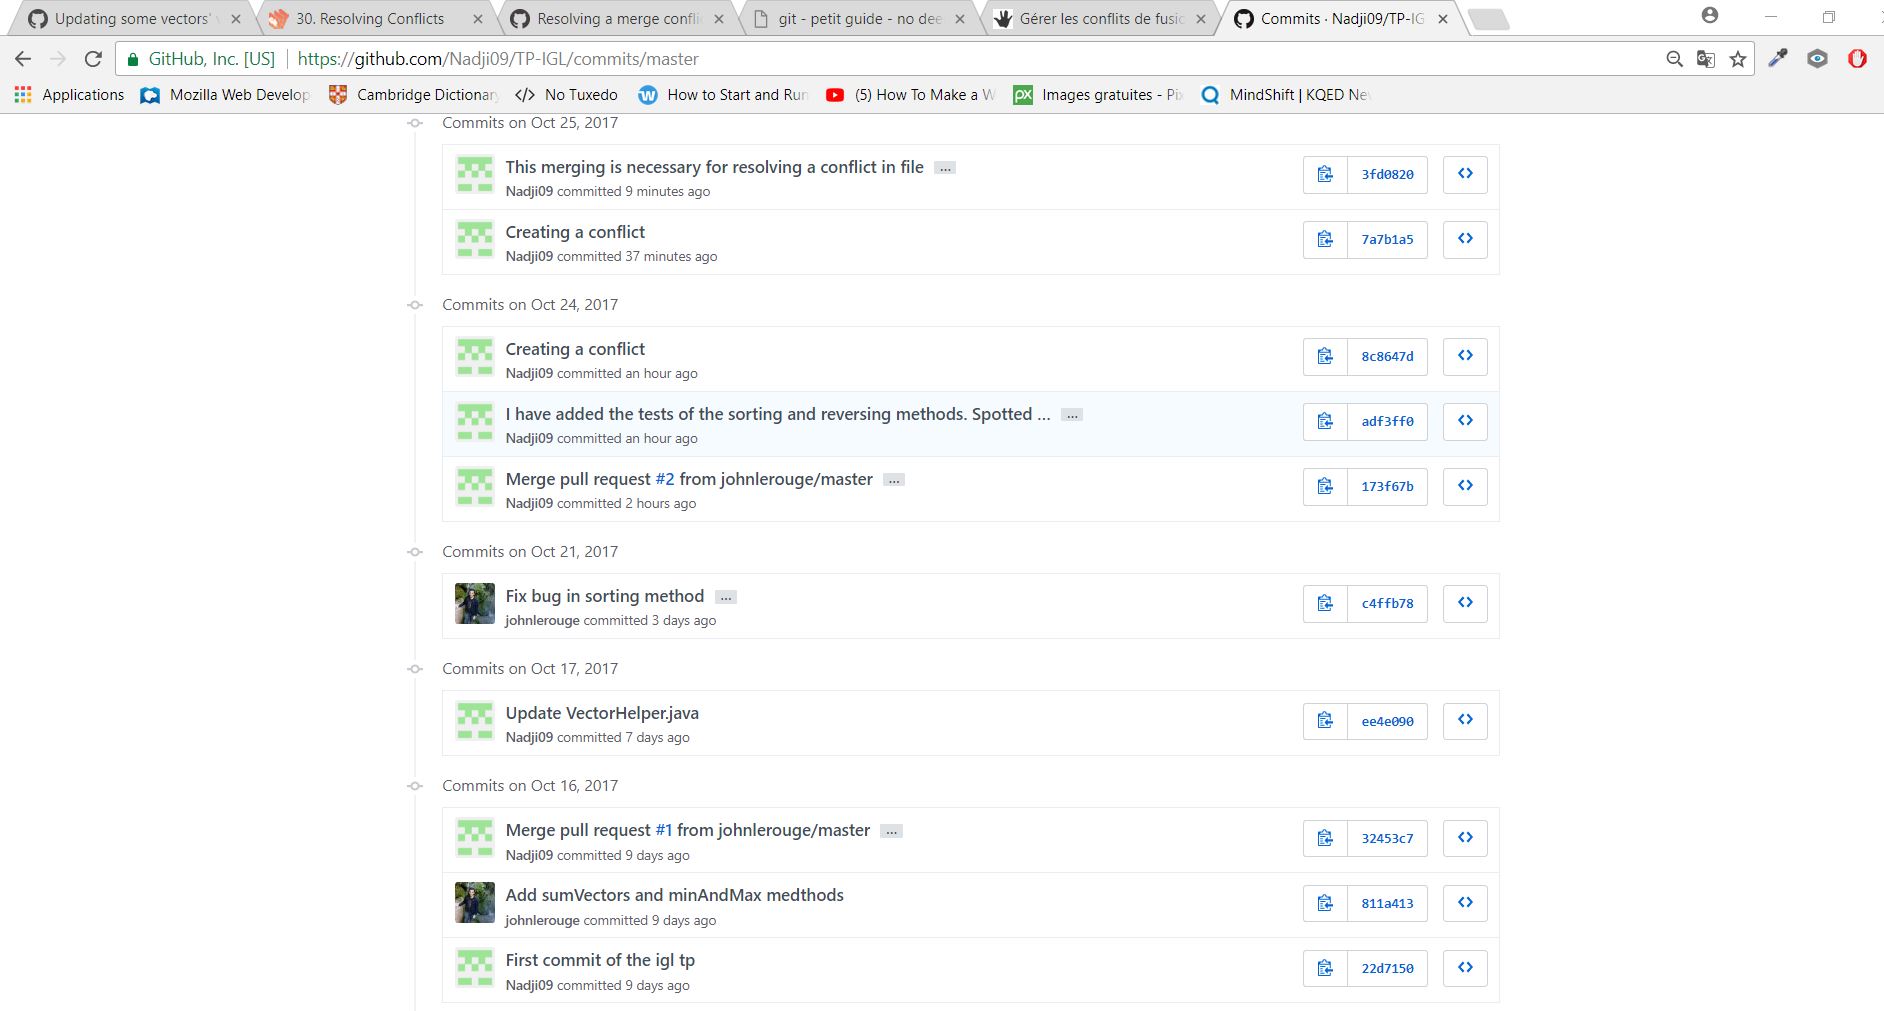 Updating some vectors'
30. Resolving Conflicts
Resolving a merge confli
git - petit guide - no dee
Gérer les conflits de fusio
Commits · Nadji09/TP-IG
GitHub, Inc. [US]
https://github.com/Nadji09/TP-IGL/commits/master
Applications
Mozilla Web Develop
Cambridge Dictionary
No Tuxedo
How to Start and Run
(5) How To Make a W
Images gratuites - Pix
MindShift | KQED Nev
Commits on Oct 25, 2017
This merging is necessary for resolving a conflict in file ...
Nadji09 committed 9 minutes ago
3fd0820
Creating a conflict
Nadji09 committed 37 minutes ago
7a7b1a5
Commits on Oct 24, 2017
Creating a conflict
Nadji09 committed an hour ago
8c8647d
I have added the tests of the sorting and reversing methods. Spotted … ...
Nadji09 committed an hour ago
adf3ff0
Merge pull request #2 from johnlerouge/master ...
Nadji09 committed 2 hours ago
173f67b
Commits on Oct 21, 2017
Fix bug in sorting method ...
johnlerouge committed 3 days ago
c4ffb78
Commits on Oct 17, 2017
Update VectorHelper.java
Nadji09 committed 7 days ago
ee4e090
Commits on Oct 16, 2017
Merge pull request #1 from johnlerouge/master ...
Nadji09 committed 9 days ago
32453c7
Add sumVectors and minAndMax medthods
johnlerouge committed 9 days ago
811a413
First commit of the igl tp
Nadji09 committed 9 days ago
22d7150